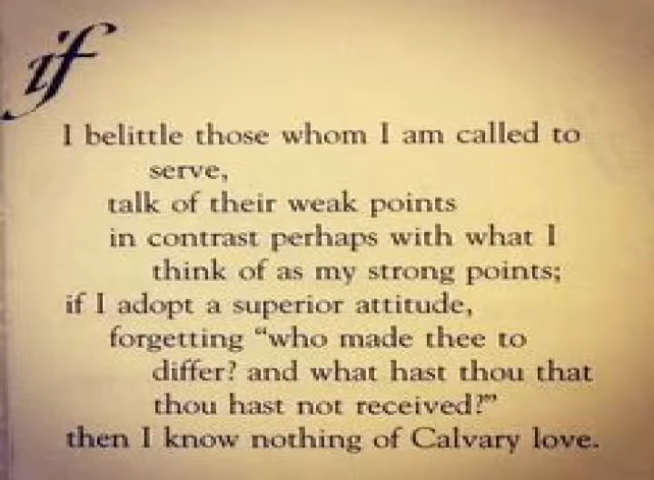 if
I belittle those whom I am called to
serve,
talk of their weak points
in contrast perhaps with what I
think of as my strong points;
if I adopt a superior attitude,
forgetting “who made thee to
differ? and what hast thou that
thou hast not received?”
then I know nothing of Calvary love.